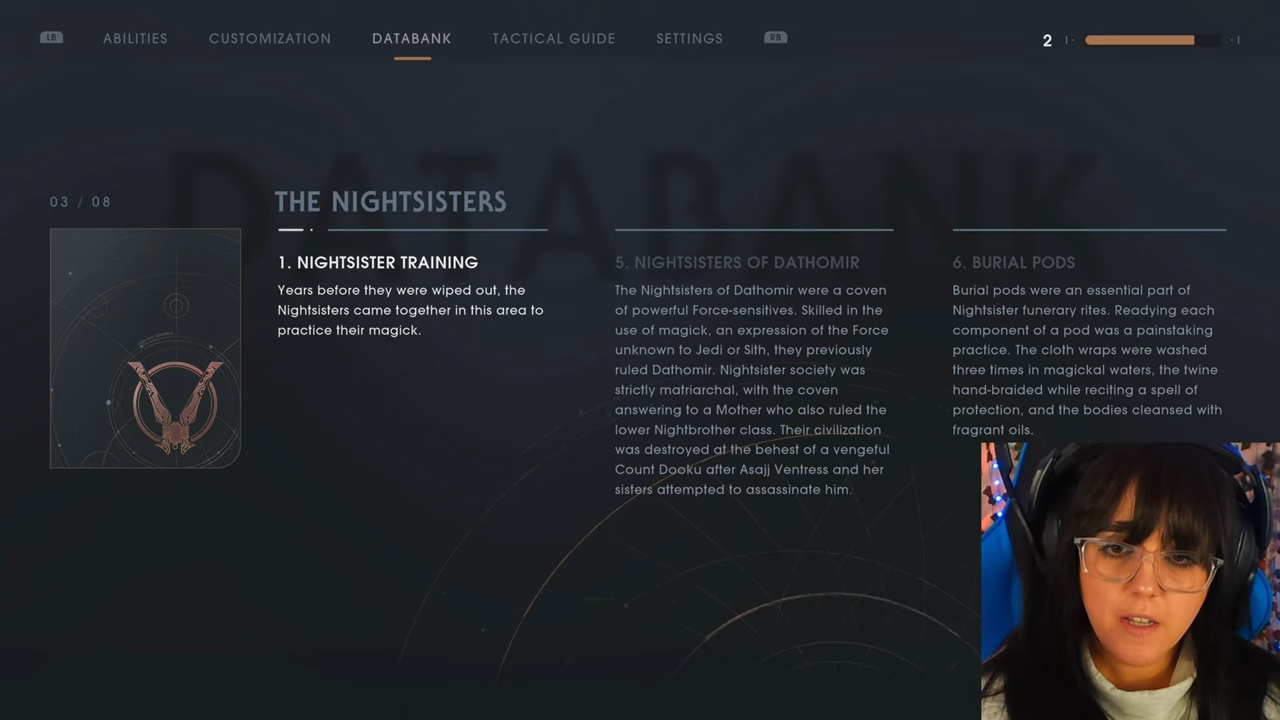 LB
ABILITIES
CUSTOMIZATION
DATABANK
TACTICAL GUIDE
SETTINGS
RB
2
DATABANK
03 / 08
THE NIGHTSISTERS
1. NIGHTSISTER TRAINING
Years before they were wiped out, the
Nightsisters came together in this area to
practice their magick.
5. NIGHTSISTERS OF DATHOMIR
The Nightsisters of Dathomir were a coven
of powerful Force-sensitives. Skilled in the
use of magick, an expression of the Force
unknown to Jedi or Sith, they previously
ruled Dathomir. Nightsister society was
strictly matriarchal, with the coven
answering to a Mother who also ruled the
lower Nightbrother class. Their civilization
was destroyed at the behest of a vengeful
Count Dooku after Asajj Ventress and her
sisters attempted to assassinate him.
6. BURIAL PODS
Burial pods were an essential part of
Nightsister funerary rites. Readying each
component of a pod was a painstaking
practice. The cloth wraps were washed
three times in magickal waters, the twine
hand-braided while reciting a spell of
protection, and the bodies cleansed with
fragrant oils.